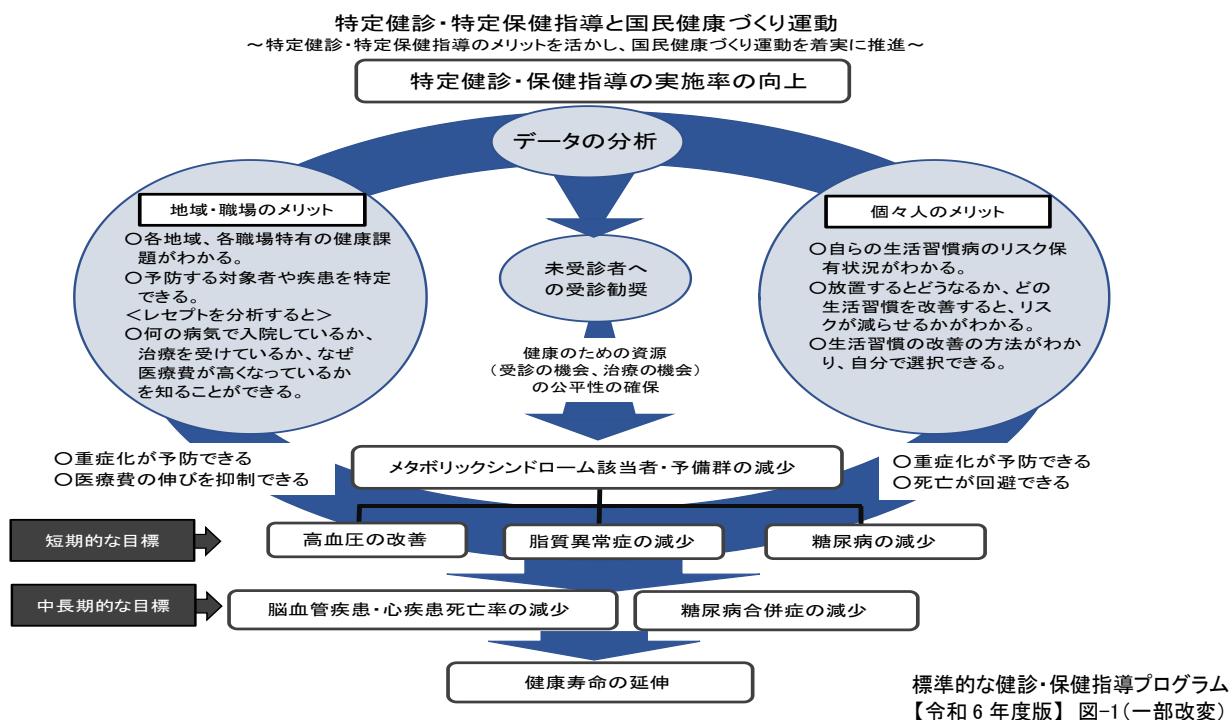 特定健診・特定保健指導と国民健康づくり運動
～特定健診・特定保健指導のメリットを活かし、国民健康づくり運動を着実に推進～
特定健診・保健指導の実施率の向上
データの分析
地域・職場のメリット
〇各地域、各職場特有の健康課
題がわかる。
〇予防する対象者や疾患を特定
できる。
＜レセプトを分析すると＞
〇何の病気で入院しているか、
治療を受けているか、なぜ
医療費が高くなっているか
を知ることができる。
未受診者へ
の受診勧奨
健康のための資源
（受診の機会、治療の機会）
の公平性の確保
個々人のメリット
〇自らの生活習慣病のリスク保
有状況がわかる。
〇放置するとどうなるか、どの
生活習慣を改善すると、リス
クが減らせるかがわかる。
〇生活習慣の改善の方法がわか
り、自分で選択できる。
〇重症化が予防できる
〇医療費の伸びを抑制できる
メタボリックシンドローム該当者・予備群の減少
〇重症化が予防できる
〇死亡が回避できる
短期的な目標
高血圧の改善
脂質異常症の減少
糖尿病の減少
中長期的な目標
脳血管疾患・心疾患死亡率の減少
糖尿病合併症の減少
健康寿命の延伸
標準的な健診・保健指導プログラム
【令和6年度版】 図-1（一部改変）